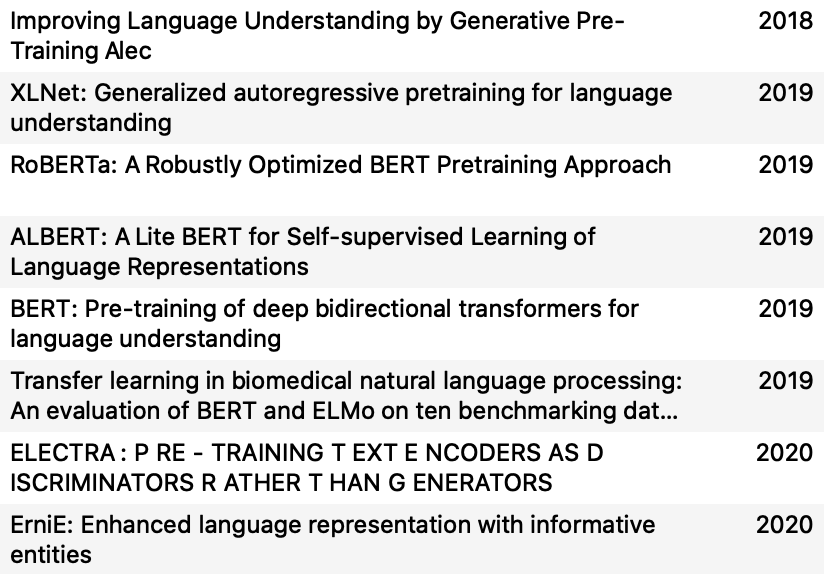 Improving Language Understanding by Generative Pre- 2018
Training Alec
XLNet: Generalized autoregressive pretraining for language 2019
understanding
RoBERTa: A Robustly Optimized BERT Pretraining Approach 2019
ALBERT: A Lite BERT for Self-supervised Learning of 2019
Language Representations
BERT: Pre-training of deep bidirectional transformers for 2019
language understanding
Transfer learning in biomedical natural language processing: 2019
An evaluation of BERT and ELMo on ten benchmarking dat...
ELECTRA : P RE - TRAINING T EXT E NCODERS AS D 2020
ISCRIMINATORS R ATHER T HAN G ENERATORS
ErniE: Enhanced language representation with informative 2020
entities